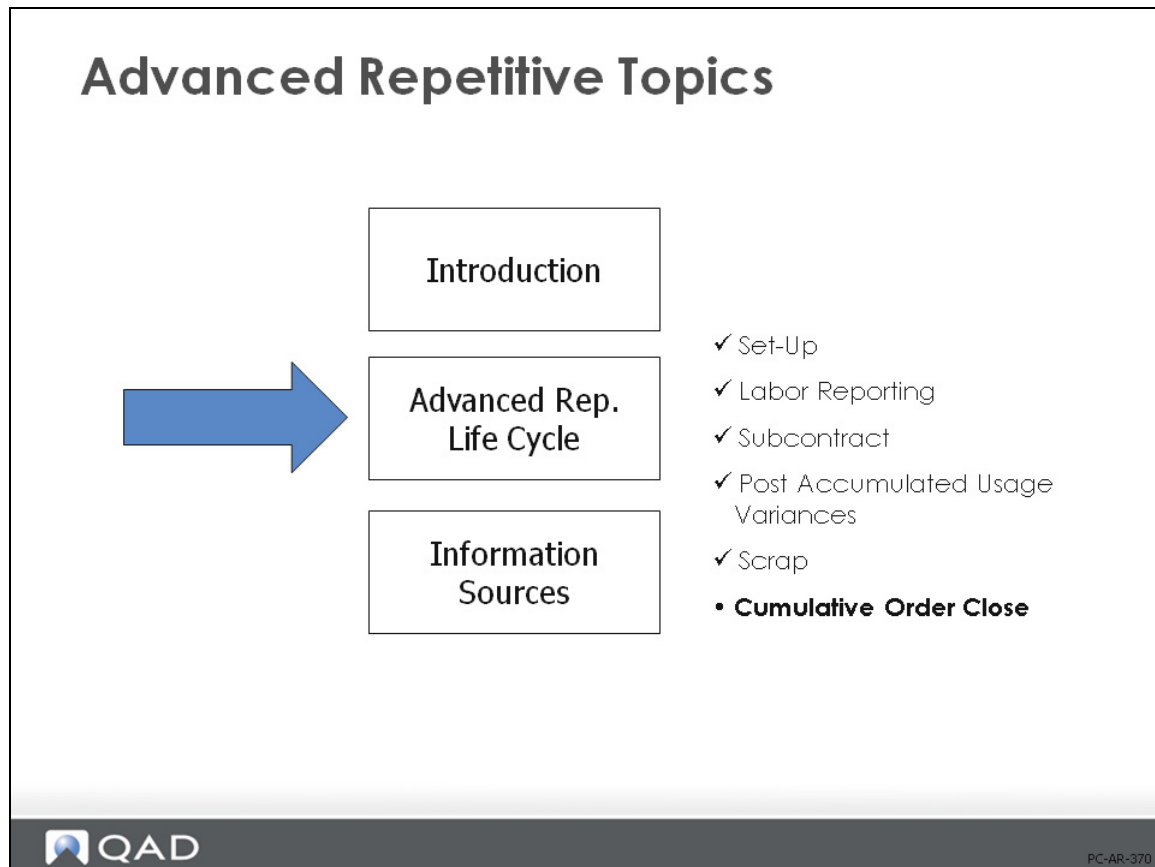 Advanced Repetitive Topics
Introduction
Advanced Rep.
Life Cycle
Information
Sources
✓ Set-Up
✓ Labor Reporting
✓ Subcontract
✓ Post Accumulated Usage
Variances
✓ Scrap
• Cumulative Order Close
QAD
PC-AR-370